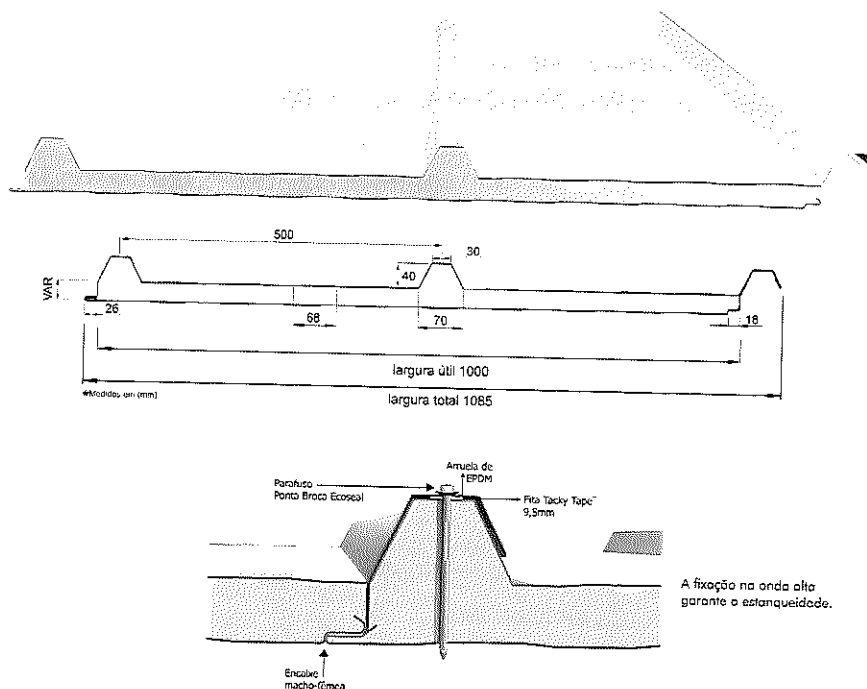 500
30
40
VAR
26
68
70
18
largura útil 1000
largura total 1085
*Medidas em (mm)
Arruela de
EPDM
Parafuso
Ponta Broca Ecoseal
Fita Tacky Tape™
9,5mm
A fixação na onda alta
garante a estanqueidade.
Encaixe
macho-fêmea